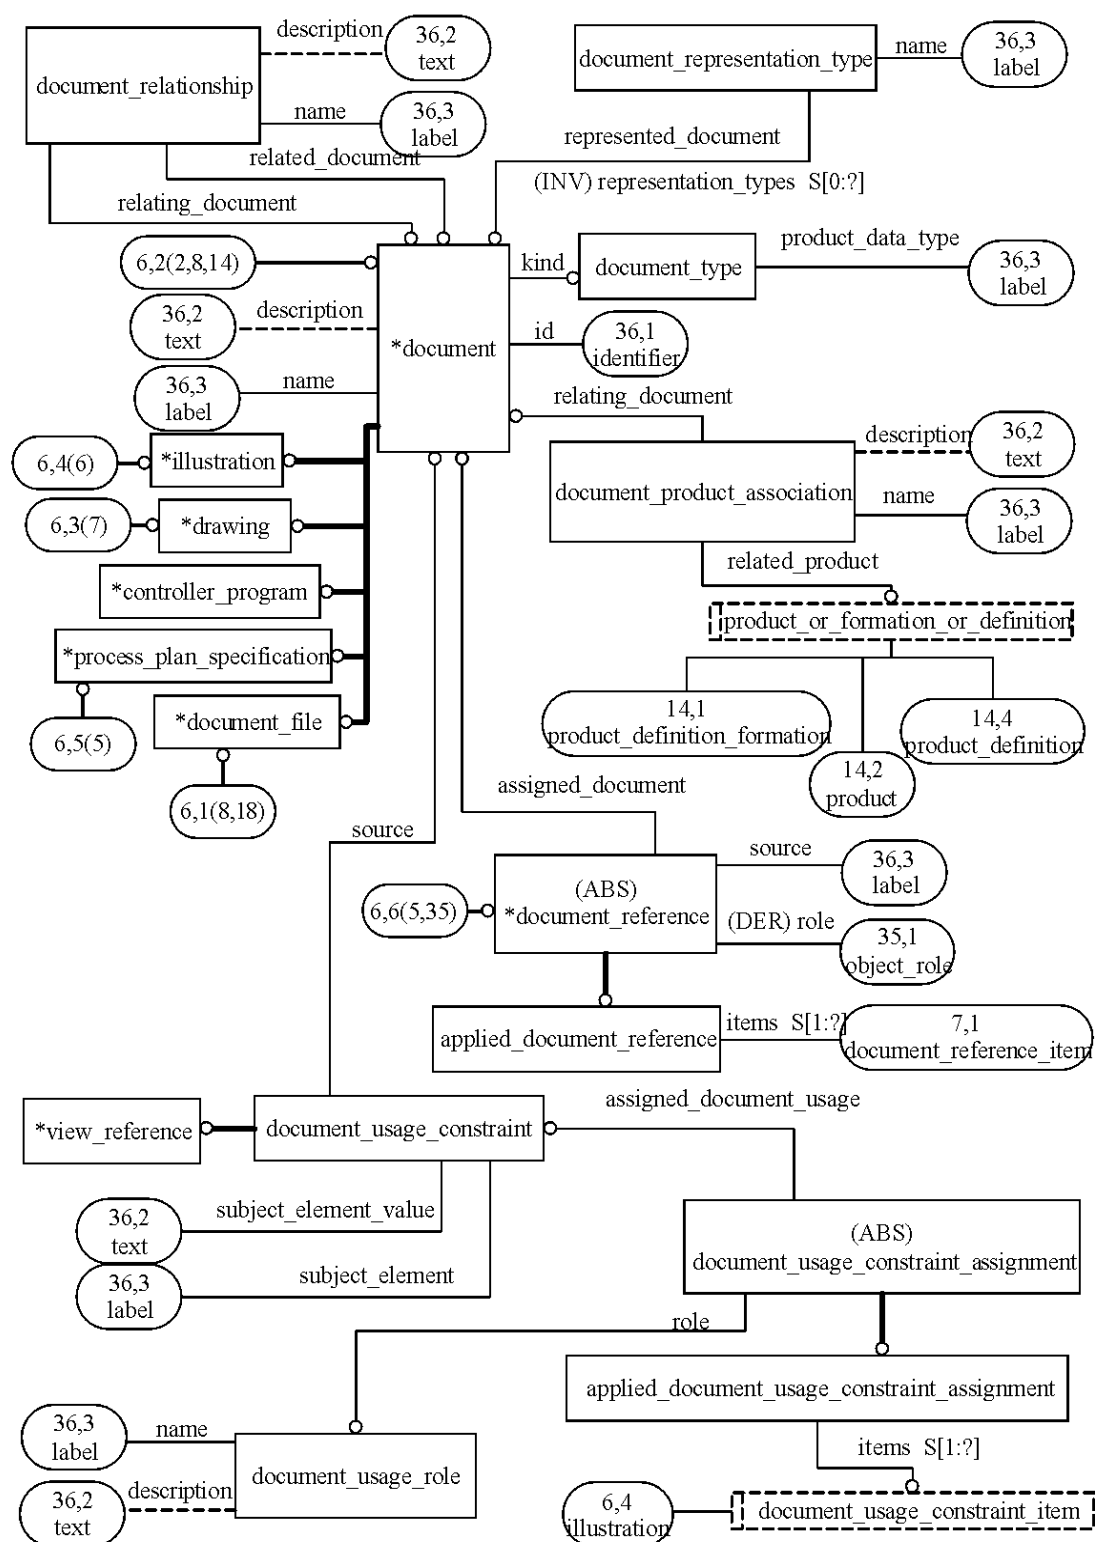 description
36,2
text
document_relationship
name
36,3
label
related_document
relating_document
document_representation_type
name
36,3
label
represented_document
(INV) representation_types S[0:?]
6,2(2,8,14)
kind
document_type
product_data_type
36,3
label
36,2
text
description
*document
id
36,1
identifier
36,3
label
name
relating_document
6,4(6)
*illustration
description
36,2
text
document_product_association
name
36,3
label
6,3(7)
*drawing
related_product
*controller_program
product_or_formation_or_definition
*process_plan_specification
*document_file
14,1
product_definition_formation
14,4
product_definition
6,5(5)
14,2
product
6,1(8,18)
assigned_document
source
source
36,3
label
(ABS)
*document_reference
6,6(5,35)
(DER) role
35,1
object_role
applied_document_reference
items S[1:?]
7,1
document_reference_item
assigned_document_usage
*view_reference
document_usage_constraint
36,2
text
subject_element_value
36,3
label
subject_element
(ABS)
document_usage_constraint_assignment
role
applied_document_usage_constraint_assignment
36,3
label
name
items S[1:?]
document_usage_role
36,2
text
description
6,4
illustration
document_usage_constraint_item